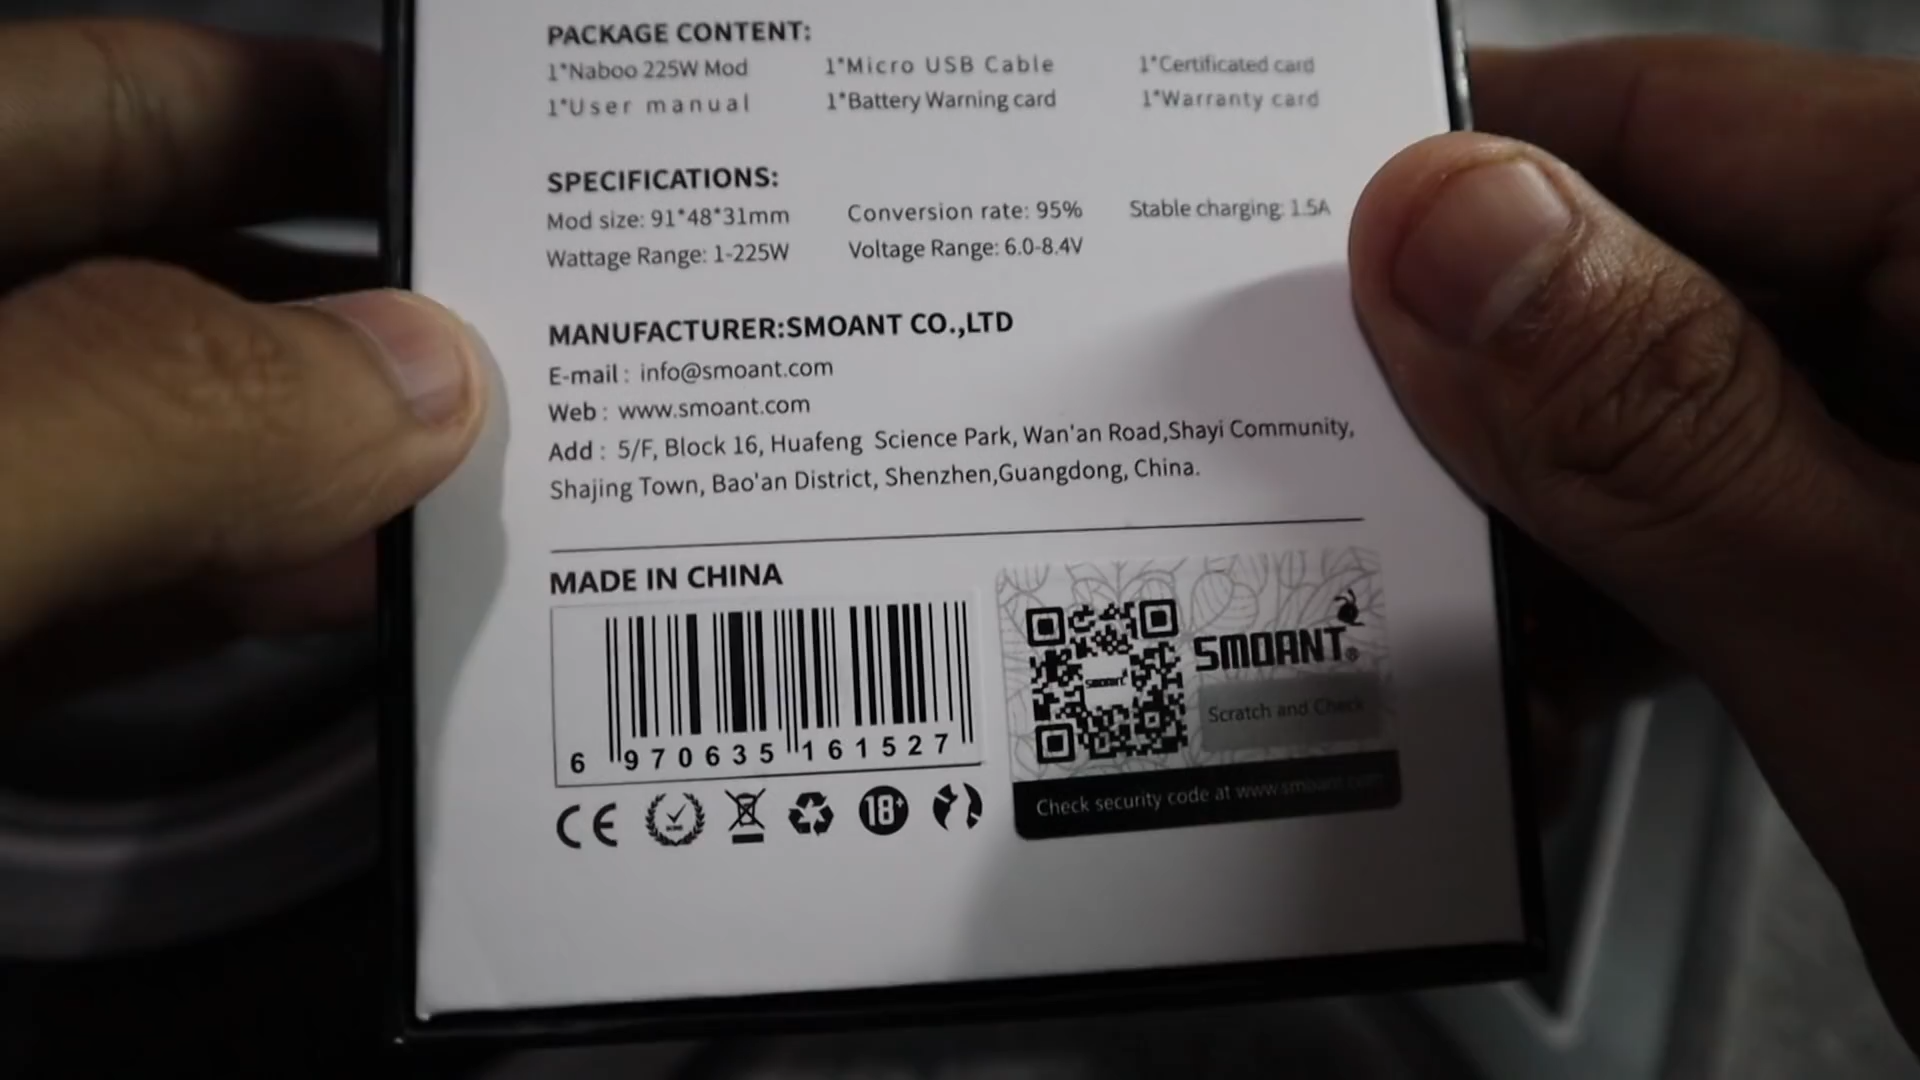 PACKAGE CONTENT:
1*Naboo 225W Mod 1*Micro USB Cable 1*Certificated card
1*User manual 1*Battery Warning card 1*Warranty card
SPECIFICATIONS:
Mod size: 91*48*31mm Conversion rate: 95% Stable charging: 1.5A
Wattage Range: 1-225W Voltage Range: 6.0-8.4V
MANUFACTURER:SMOANT CO.,LTD
E-mail : info@smoant.com
Web : www.smoant.com
Add : 5/F, Block 16, Huafeng Science Park, Wan'an Road,Shayi Community,
Shajing Town, Bao'an District, Shenzhen,Guangdong, China.
MADE IN CHINA
6 970635 161527
CE
18+
SMOANT
SMOANT®
Scratch and Check
Check security code at www.smoant.com